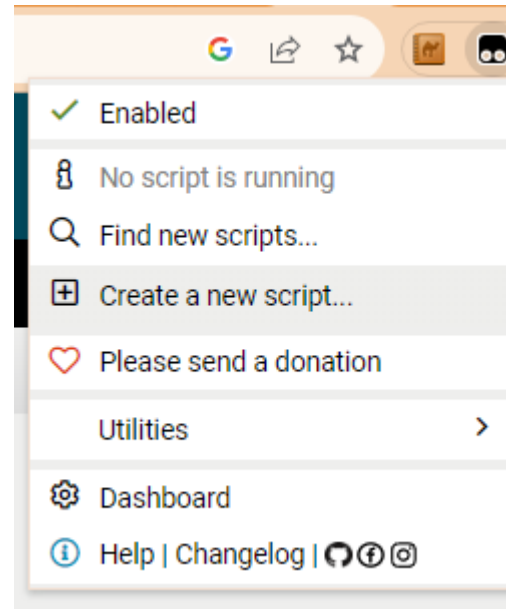 Enabled
No script is running
Find new scripts...
Create a new script...
Please send a donation
Utilities
Dashboard
Help | Changelog |